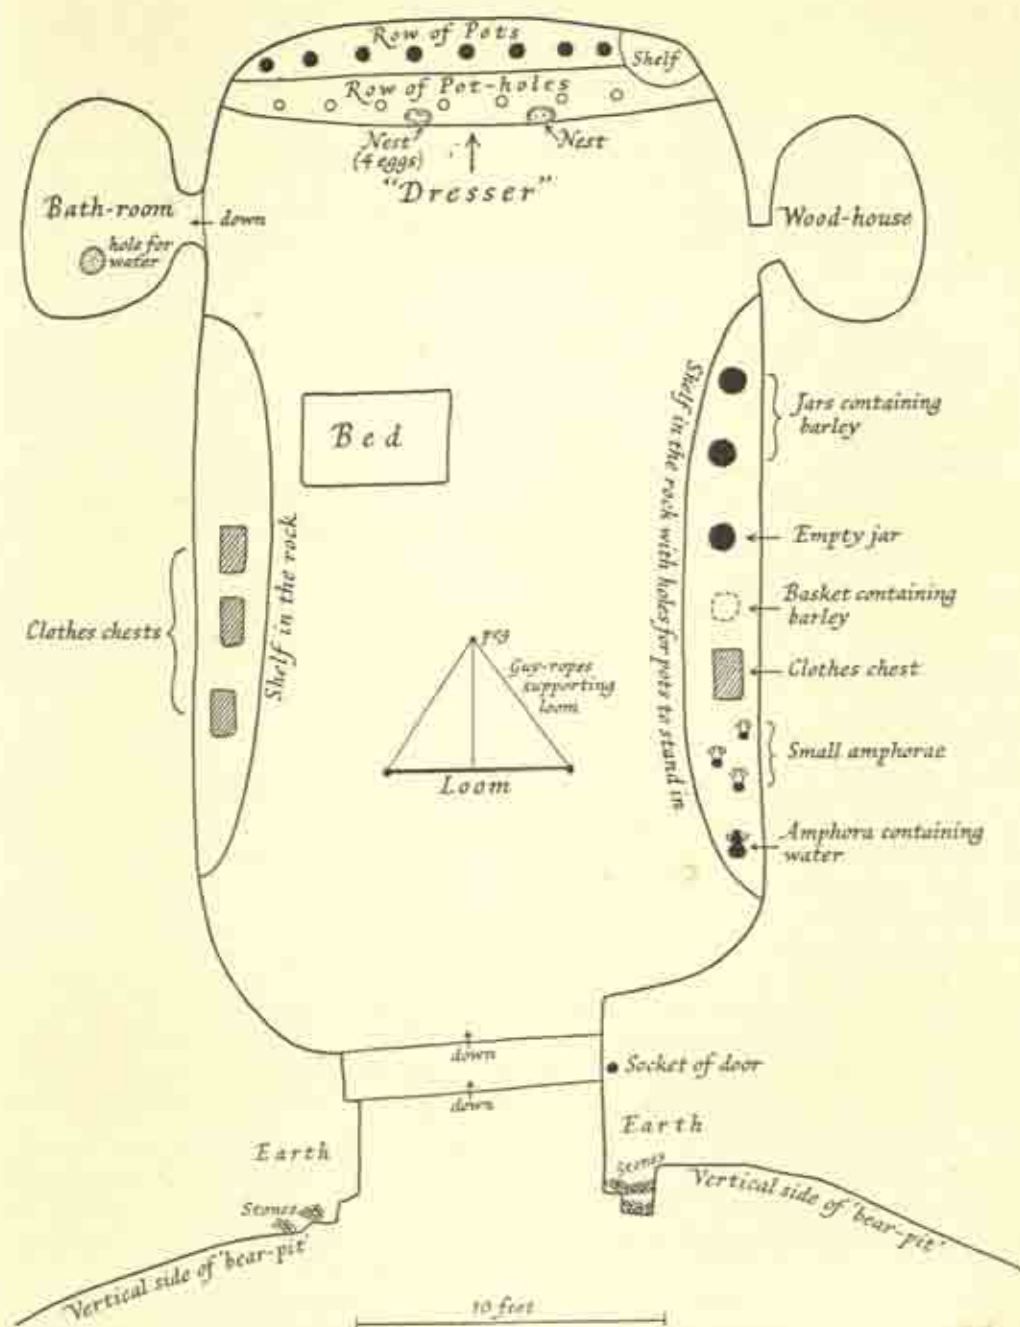 Row of Pots
Shelf
Row of Pot-holes
Nest
(4 eggs)
Nest
"Dresser"
Bath-room
down
hole for
water
Wood-house
Bed
Jars containing
barley
Empty jar
Basket containing
barley
Clothes chest
Small amphorae
Amphora containing
water
Shelf in the rock with holes for pots to stand in
Clothes chests
Shelf in the rock
peg
Guy-ropes
supporting
loom
Loom
down
Socket of door
down
Earth
Earth
Stones
Stones
Vertical side of 'bear-pit'
Vertical side of 'bear-pit'
10 feet